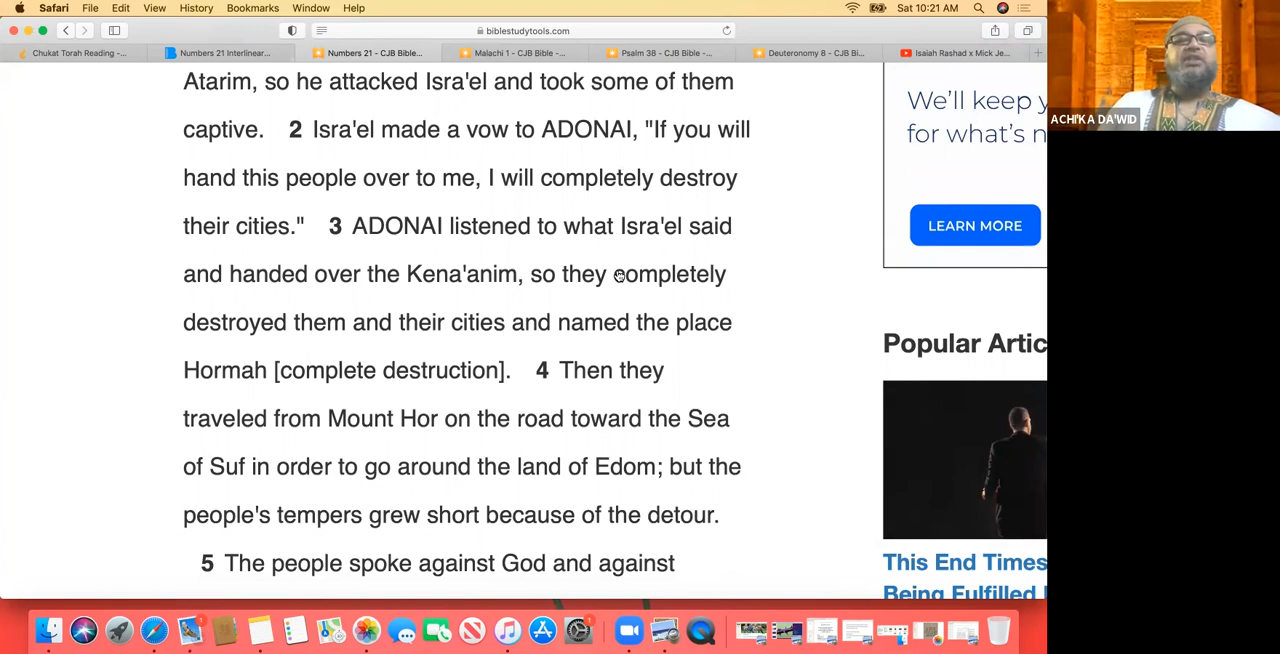 Safari File Edit View History Bookmarks Window Help Sat 10:21 AM
biblestudytools.com
Chukat Torah Reading -... Numbers 21 Interlinear... Numbers 21 - CJB Bible... Malachi 1 - CJB Bible -... Psalm 38 - CJB Bible -... Deuteronomy 8 - CJB Bi... Isaiah Rashad x Mick Je...
Atarim, so he attacked Isra'el and took some of them
captive. 2 Isra'el made a vow to ADONAI, "If you will
hand this people over to me, I will completely destroy
their cities." 3 ADONAI listened to what Isra'el said
and handed over the Kena'anim, so they completely
destroyed them and their cities and named the place
Hormah [complete destruction]. 4 Then they
traveled from Mount Hor on the road toward the Sea
of Suf in order to go around the land of Edom; but the
people's tempers grew short because of the detour.
5 The people spoke against God and against
We'll keep y
for what's n
LEARN MORE
Popular Artic
This End Times
Being Fulfilled
ACHI'KA DA'WID